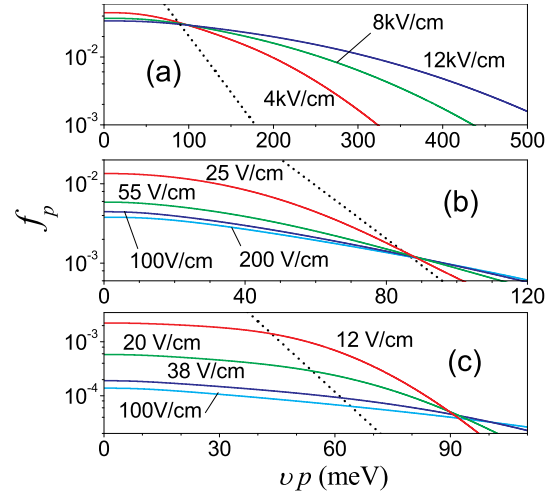 10⁻²
10⁻³
(a)
8kV/cm
12kV/cm
4kV/cm
0 100 200 300 400 500
10⁻²
10⁻³
25 V/cm
55 V/cm
(b)
100V/cm
200 V/cm
0 40 80 120
fₚ
10⁻³
10⁻⁴
12 V/cm
20 V/cm
(c)
38 V/cm
100V/cm
0 30 60 90
υ p (meV)